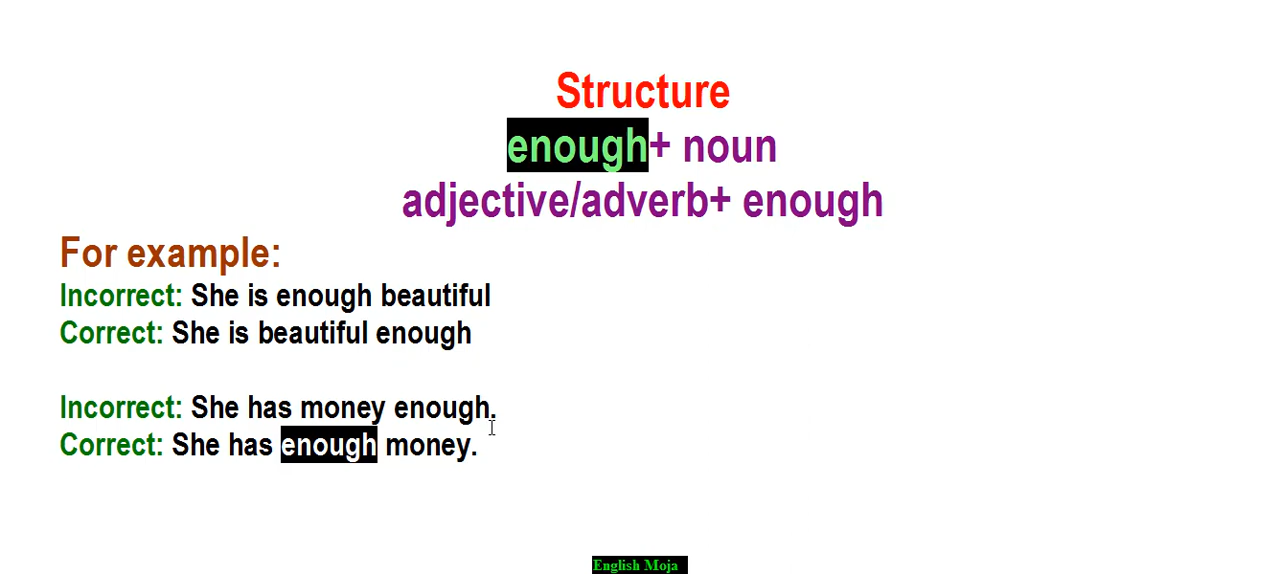 Structure
enough+ noun
adjective/adverb+ enough
For example:
Incorrect: She is enough beautiful
Correct: She is beautiful enough
Incorrect: She has money enough.
Correct: She has enough money.
English Moja